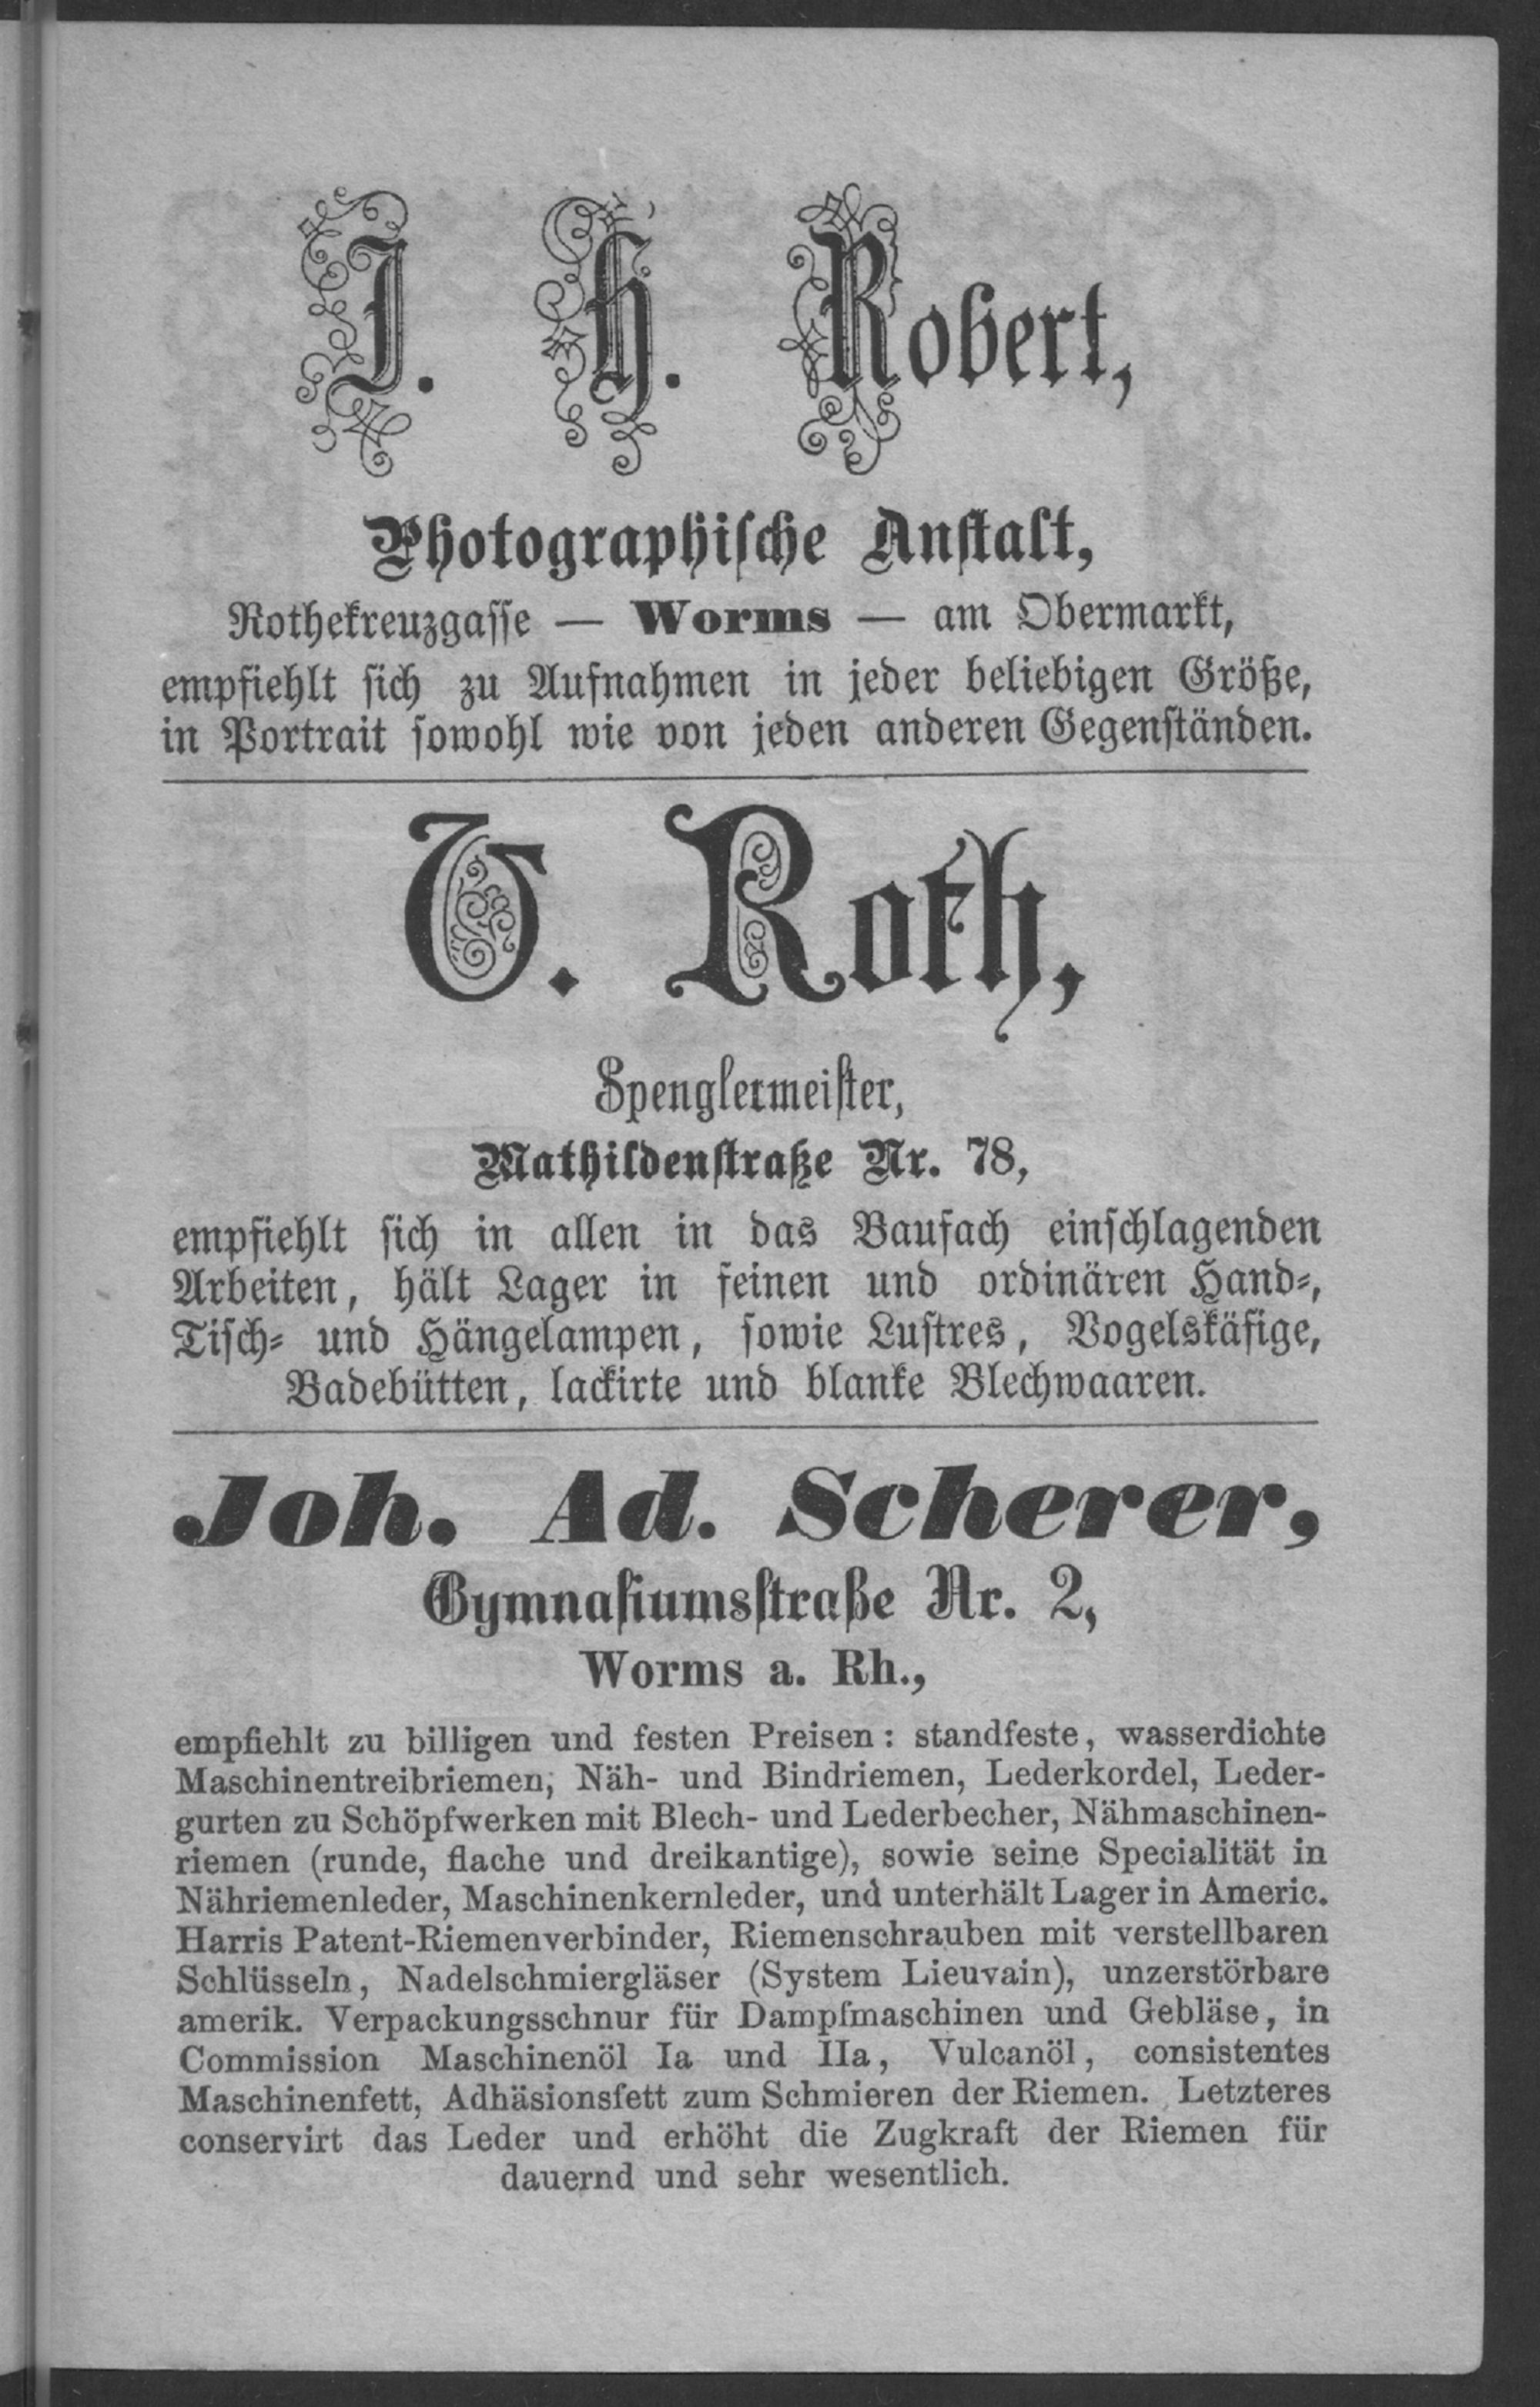 J. H. Robert,
Photographische Anstalt,
Rothekreuzgasse — Worms — am Obermarkt,
empfiehlt sich zu Aufnahmen in jeder beliebigen Größe,
in Portrait sowohl wie von jeden anderen Gegenständen.
V. Roth,
Spenglermeister,
Mathildenstraße Nr. 78,
empfiehlt sich in allen in das Baufach einschlagenden
Arbeiten, hält Lager in feinen und ordinären Hand-,
Tisch- und Hängelampen, sowie Lustres, Vogelskäfige,
Badebütten, lackirte und blanke Blechwaaren.
Joh. Ad. Scherer,
Gymnasiumsstraße Nr. 2,
Worms a. Rh.,
empfiehlt zu billigen und festen Preisen: standfeste, wasserdichte
Maschinentreibriemen, Näh- und Bindriemen, Lederkordel, Leder-
gurten zu Schöpfwerken mit Blech- und Lederbecher, Nähmaschinen-
riemen (runde, flache und dreikantige), sowie seine Specialität in
Nähriemenleder, Maschinenkernleder, und unterhält Lager in Americ.
Harris Patent-Riemenverbinder, Riemenschrauben mit verstellbaren
Schlüsseln, Nadelschmiergläser (System Lieuvain), unzerstörbare
amerik. Verpackungsschnur für Dampfmaschinen und Gebläse, in
Commission Maschinenöl Ia und IIa, Vulcanöl, consistentes
Maschinenfett, Adhäsionsfett zum Schmieren der Riemen. Letzteres
conservirt das Leder und erhöht die Zugkraft der Riemen für
dauernd und sehr wesentlich.